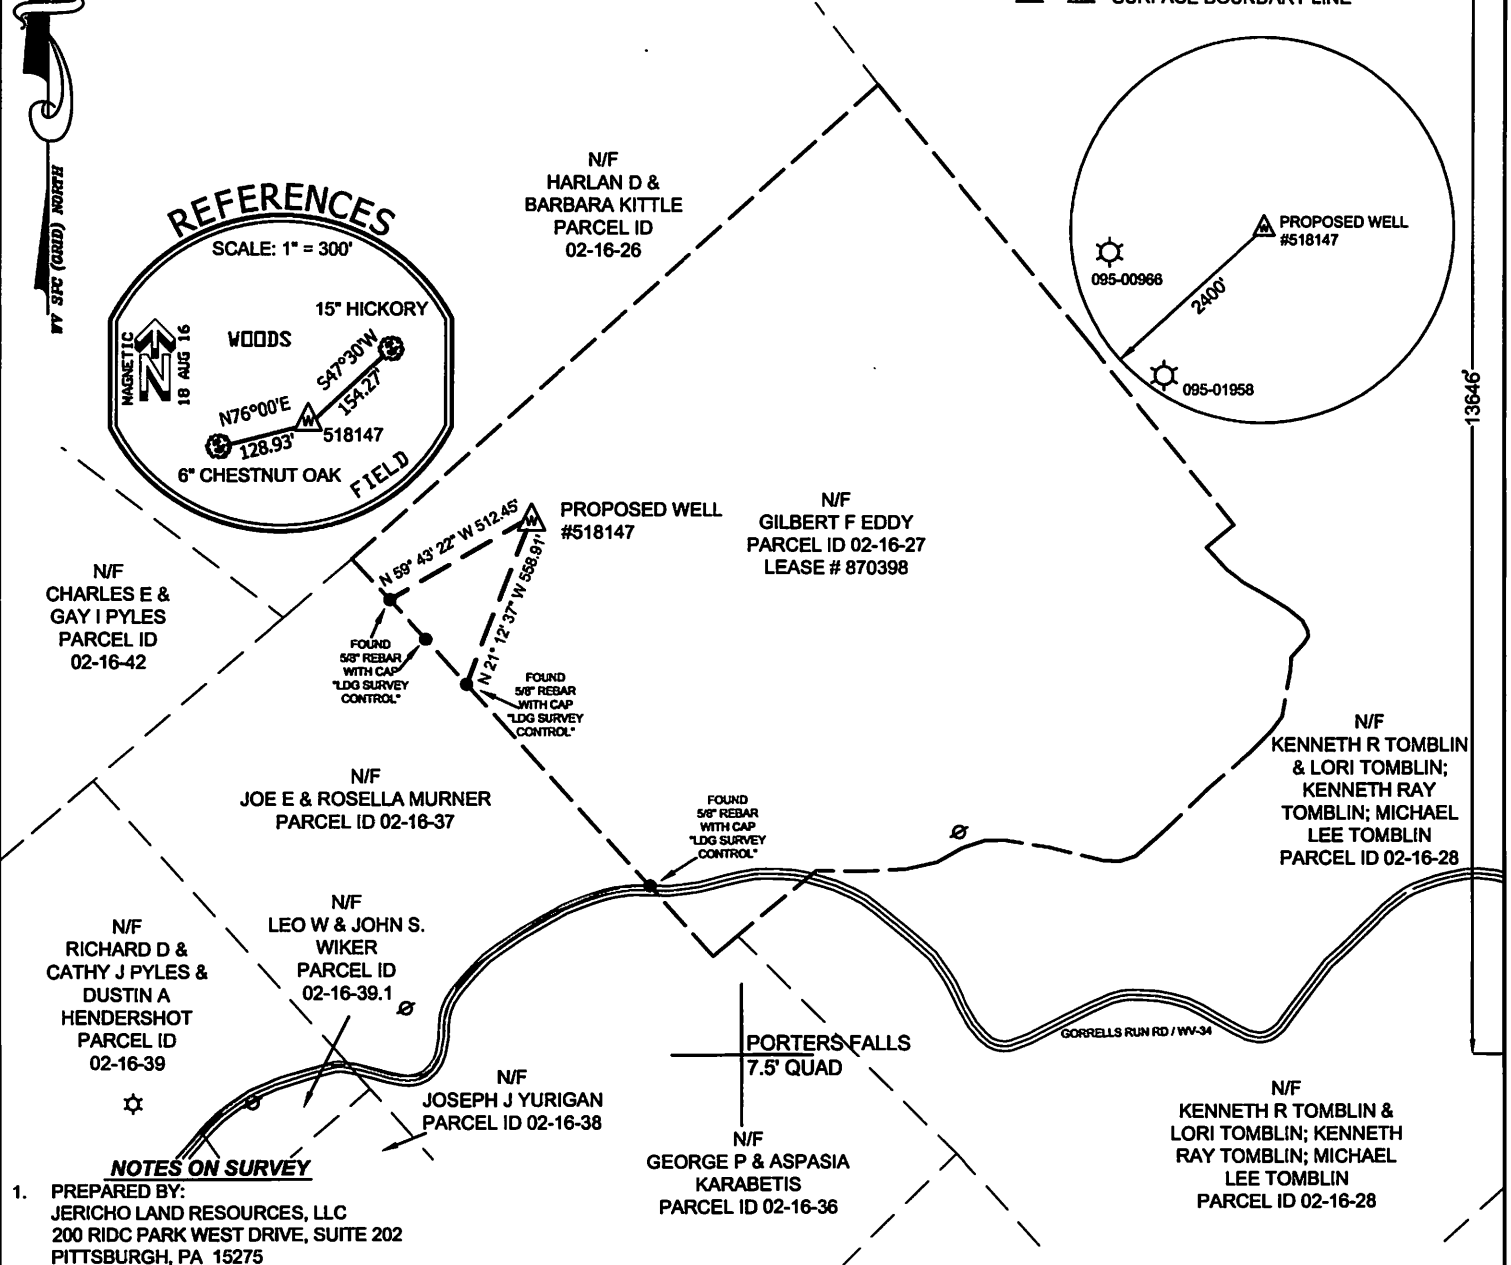 SURFACE BOUNDARY LINE
WV SPC (GRID) NORTH
REFERENCES
SCALE: 1" = 300'
MAGNETIC
N
18 AUG 16
WOODS
15" HICKORY
S47°30'W
154.27'
N76°00'E
128.93'
W
518147
6" CHESTNUT OAK
FIELD
N/F
HARLAN D &
BARBARA KITTLE
PARCEL ID
02-16-26
W
PROPOSED WELL
#518147
095-00966
2400'
095-01958
13646'
N 59° 43' 22" W 512.45'
W
PROPOSED WELL
#518147
N 21° 12' 37" W 558.91'
N/F
GILBERT F EDDY
PARCEL ID 02-16-27
LEASE # 870398
N/F
CHARLES E &
GAY I PYLES
PARCEL ID
02-16-42
FOUND
5/8" REBAR
WITH CAP
"LDG SURVEY
CONTROL"
FOUND
5/8" REBAR
WITH CAP
"LDG SURVEY
CONTROL"
N/F
JOE E & ROSELLA MURNER
PARCEL ID 02-16-37
FOUND
5/8" REBAR
WITH CAP
"LDG SURVEY
CONTROL"
N/F
KENNETH R TOMBLIN
& LORI TOMBLIN;
KENNETH RAY
TOMBLIN; MICHAEL
LEE TOMBLIN
PARCEL ID 02-16-28
N/F
RICHARD D &
CATHY J PYLES &
DUSTIN A
HENDERSHOT
PARCEL ID
02-16-39
N/F
LEO W & JOHN S.
WIKER
PARCEL ID
02-16-39.1
GORRELLS RUN RD / WV-34
PORTERS FALLS
7.5' QUAD
N/F
JOSEPH J YURIGAN
PARCEL ID 02-16-38
N/F
GEORGE P & ASPASIA
KARABETIS
PARCEL ID 02-16-36
N/F
KENNETH R TOMBLIN &
LORI TOMBLIN; KENNETH
RAY TOMBLIN; MICHAEL
LEE TOMBLIN
PARCEL ID 02-16-28
NOTES ON SURVEY
1. PREPARED BY:
JERICHO LAND RESOURCES, LLC
200 RIDC PARK WEST DRIVE, SUITE 202
PITTSBURGH, PA 15275